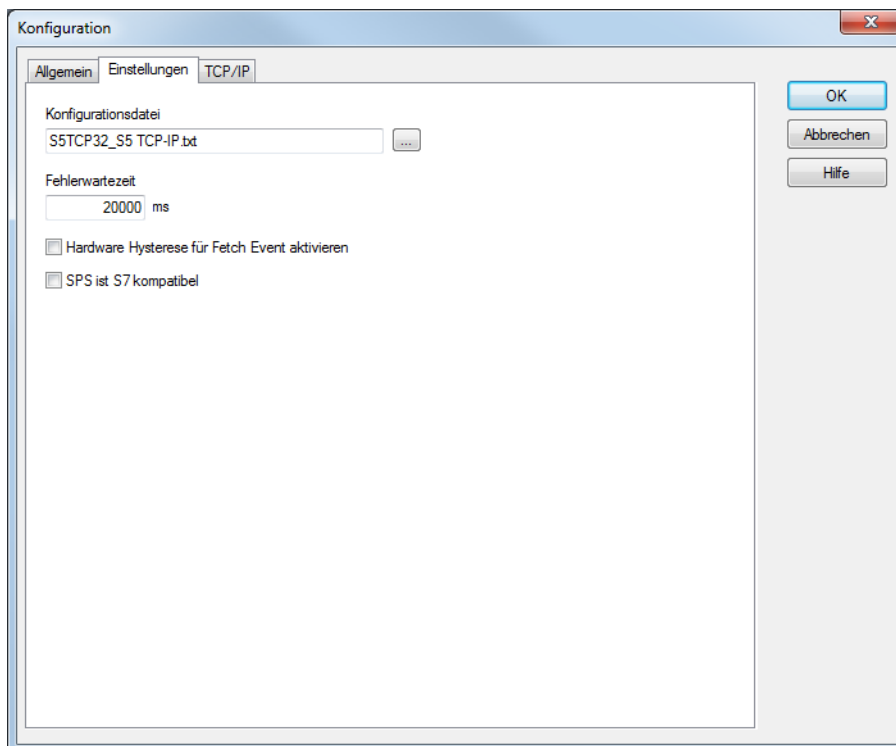 Konfiguration
Allgemein Einstellungen TCP/IP
OK
Konfigurationsdatei
S5TCP32_S5 TCP-IP.txt ...
Abbrechen
Hilfe
Fehlerwartezeit
20000 ms
Hardware Hysterese für Fetch Event aktivieren
SPS ist S7 kompatibel